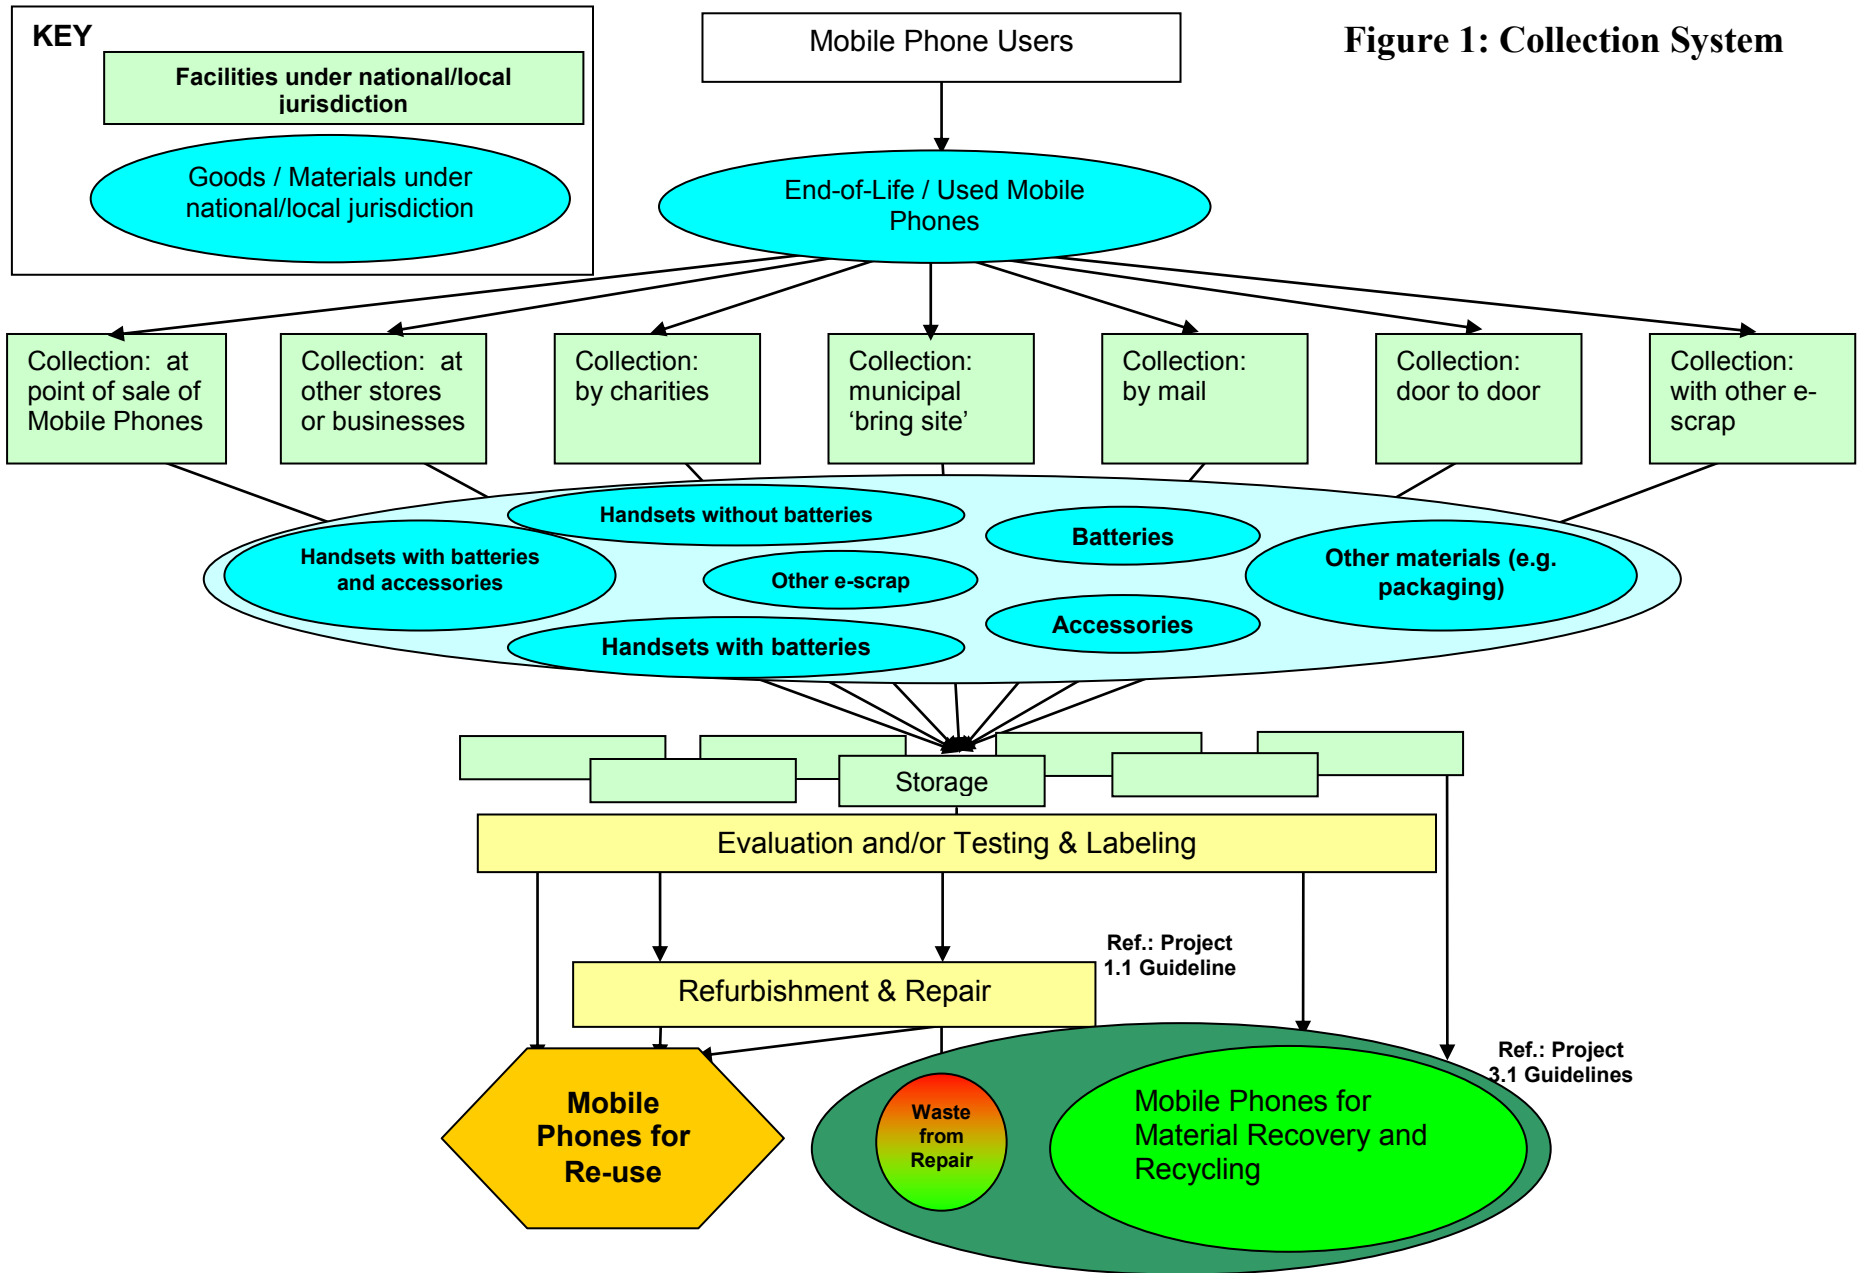 KEY
Facilities under national/local
jurisdiction
Goods / Materials under
national/local jurisdiction
Mobile Phone Users
Figure 1: Collection System
End-of-Life / Used Mobile
Phones
Collection:  at
point of sale of
Mobile Phones
Collection:  at
other stores
or businesses
Collection:
by charities
Collection:
municipal
‘bring site’
Collection:
by mail
Collection:
door to door
Collection:
with other e-
scrap
Handsets without batteries
Handsets with batteries
and accessories
Other e-scrap
Handsets with batteries
Batteries
Accessories
Other materials (e.g.
packaging)
Storage
Evaluation and/or Testing & Labeling
Ref.: Project
1.1 Guideline
Refurbishment & Repair
Ref.: Project
3.1 Guidelines
Mobile
Phones for
Re-use
Waste
from
Repair
Mobile Phones for
Material Recovery and
Recycling